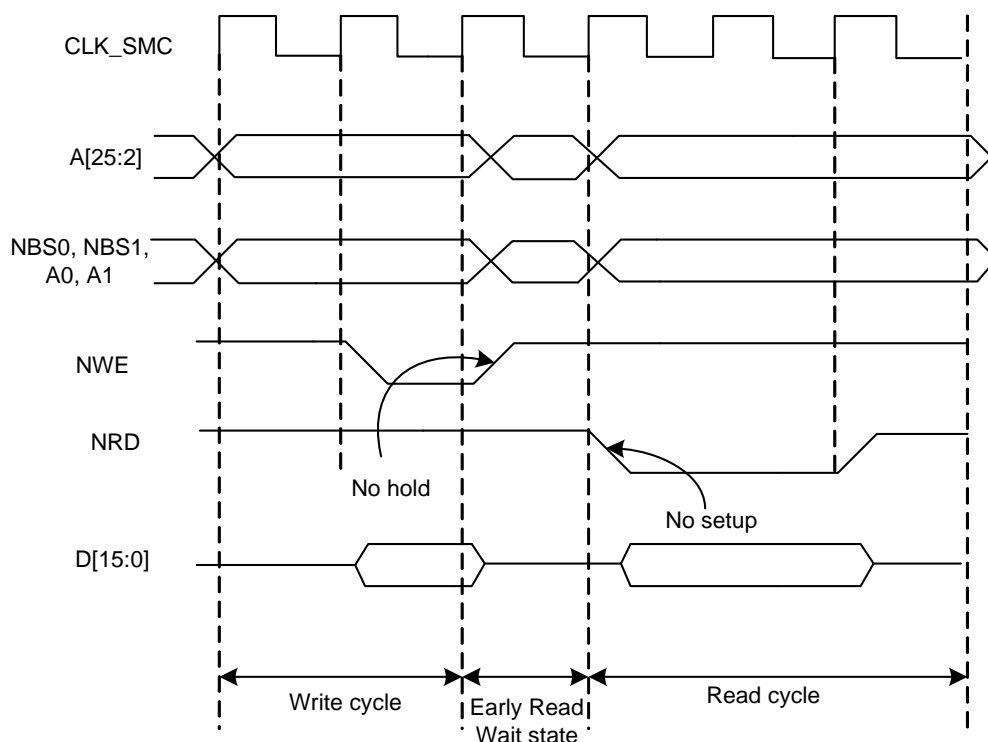 CLK_SMC
A[25:2]
NBS0, NBS1,
A0, A1
NWE
NRD
No hold
No setup
D[15:0]
Write cycle
Early Read
Wait state
Read cycle